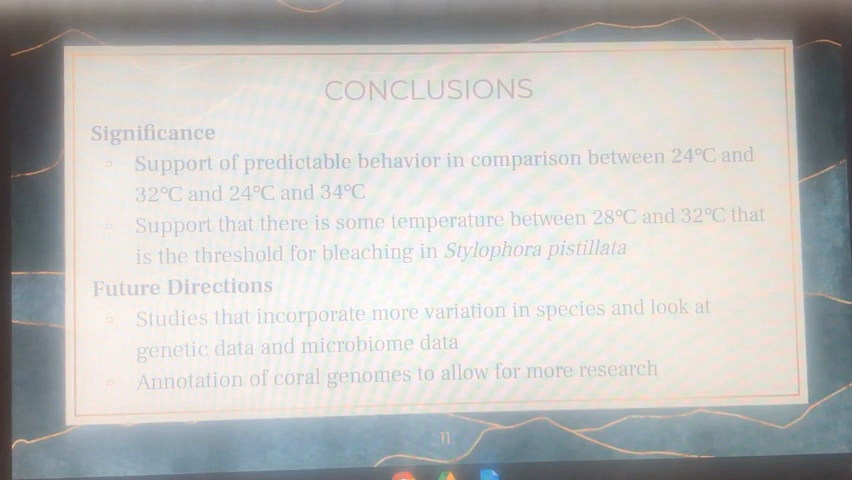 CONCLUSIONS
Significance
Support of predictable behavior in comparison between 24°C and
32°C and 24°C and 34°C
Support that there is some temperature between 28°C and 32°C that
is the threshold for bleaching in Stylophora pistillata
Future Directions
Studies that incorporate more variation in species and look at
genetic data and microbiome data
Annotation of coral genomes to allow for more research
11